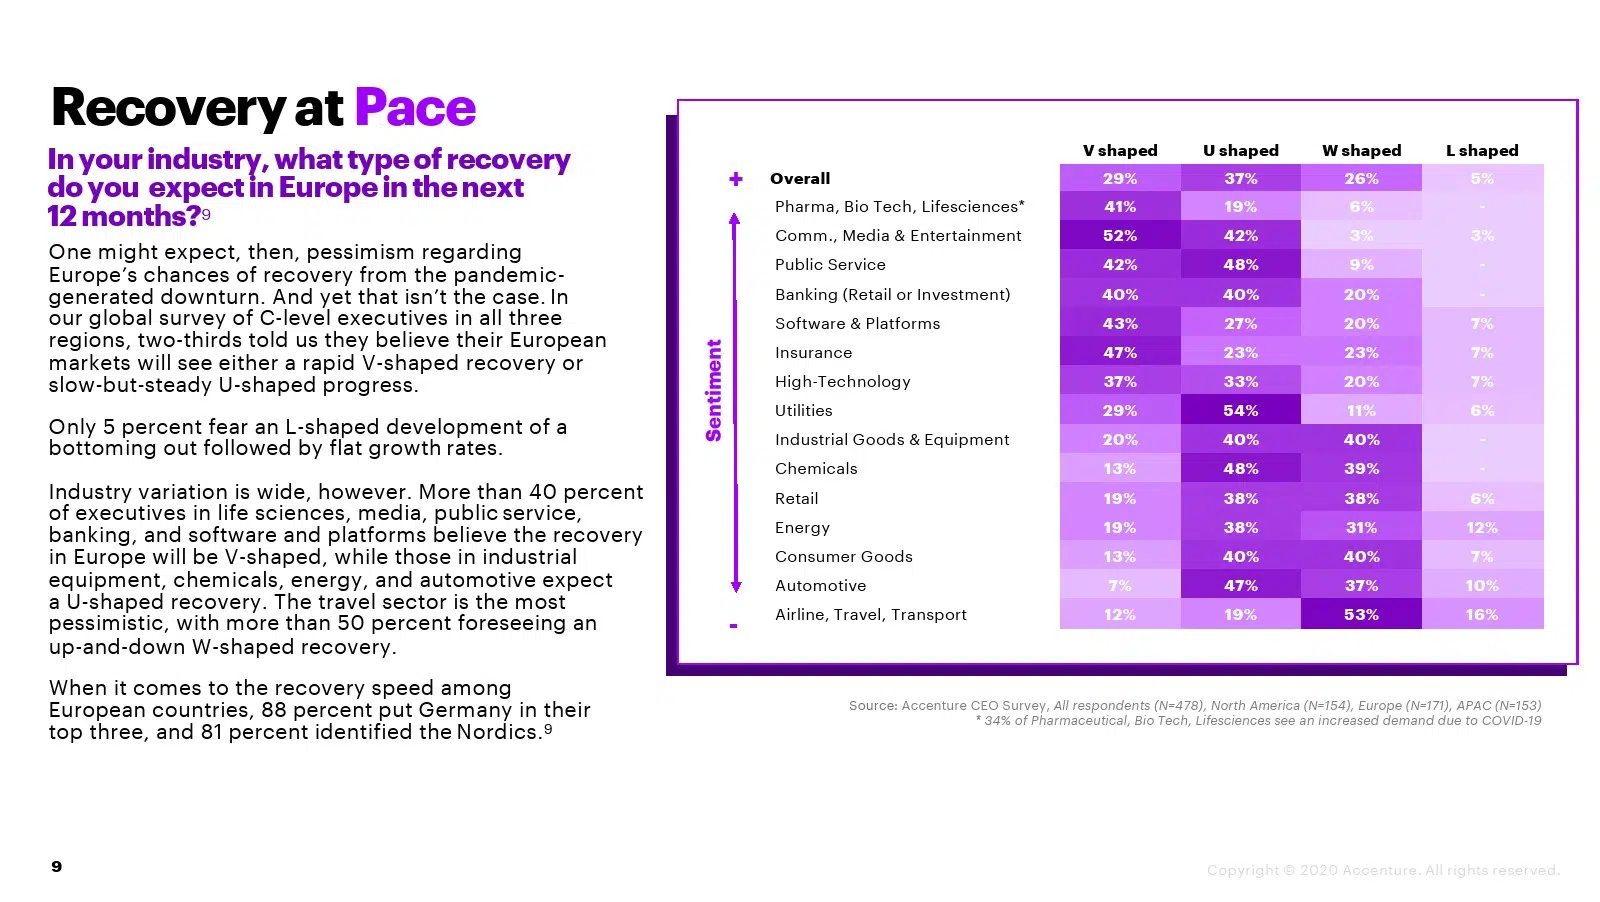 Recovery at Pace
In your industry, what type of recovery
do you expect in Europe in the next
12 months?⁹
One might expect, then, pessimism regarding
Europe’s chances of recovery from the pandemic-
generated downturn. And yet that isn’t the case. In
our global survey of C-level executives in all three
regions, two-thirds told us they believe their European
markets will see either a rapid V-shaped recovery or
slow-but-steady U-shaped progress.
Only 5 percent fear an L-shaped development of a
bottoming out followed by flat growth rates.
Industry variation is wide, however. More than 40 percent
of executives in life sciences, media, public service,
banking, and software and platforms believe the recovery
in Europe will be V-shaped, while those in industrial
equipment, chemicals, energy, and automotive expect
a U-shaped recovery. The travel sector is the most
pessimistic, with more than 50 percent foreseeing an
up-and-down W-shaped recovery.
When it comes to the recovery speed among
European countries, 88 percent put Germany in their
top three, and 81 percent identified the Nordics.⁹
V shaped U shaped W shaped L shaped
+ Overall 29% 37% 26% 5%
Pharma, Bio Tech, Lifesciences* 41% 19% 6% -
Comm., Media & Entertainment 52% 42% 3% 3%
Public Service 42% 48% 9% -
Banking (Retail or Investment) 40% 40% 20% -
Software & Platforms 43% 27% 20% 7%
Insurance 47% 23% 23% 7%
High-Technology 37% 33% 20% 7%
Sentiment
Utilities 29% 54% 11% 6%
Industrial Goods & Equipment 20% 40% 40% -
Chemicals 13% 48% 39% -
Retail 19% 38% 38% 6%
Energy 19% 38% 31% 12%
Consumer Goods 13% 40% 40% 7%
Automotive 7% 47% 37% 10%
- Airline, Travel, Transport 12% 19% 53% 16%
Source: Accenture CEO Survey, All respondents (N=478), North America (N=154), Europe (N=171), APAC (N=153)
* 34% of Pharmaceutical, Bio Tech, Lifesciences see an increased demand due to COVID-19
9
Copyright © 2020 Accenture. All rights reserved.